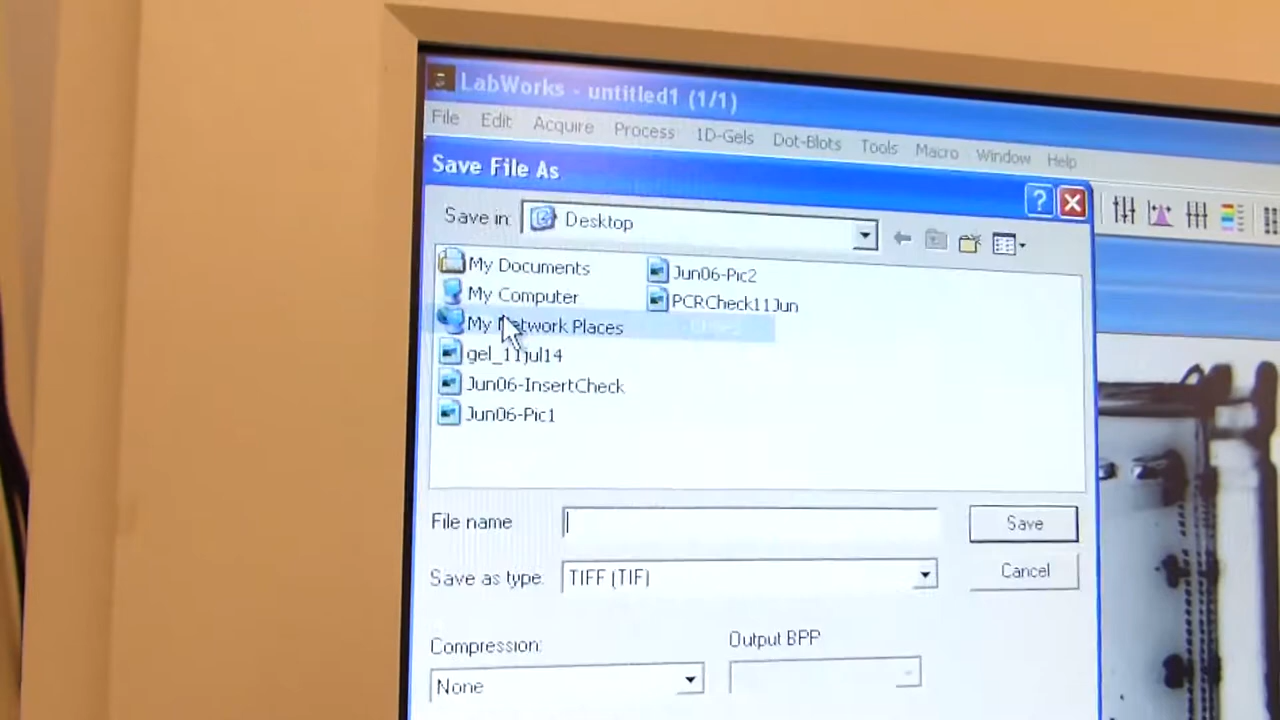 LabWorks - untitled1 (1/1)
File Edit Acquire Process 1D-Gels Dot-Blots Tools Macro Window Help
Save File As
?
Save in: Desktop
My Documents
My Computer
My Network Places
gel_11jul14
Jun06-InsertCheck
Jun06-Pic1
Jun06-Pic2
PCRCheck11Jun
File name
Save
Save as type: TIFF (TIF)
Cancel
Compression:
Output BPP
None